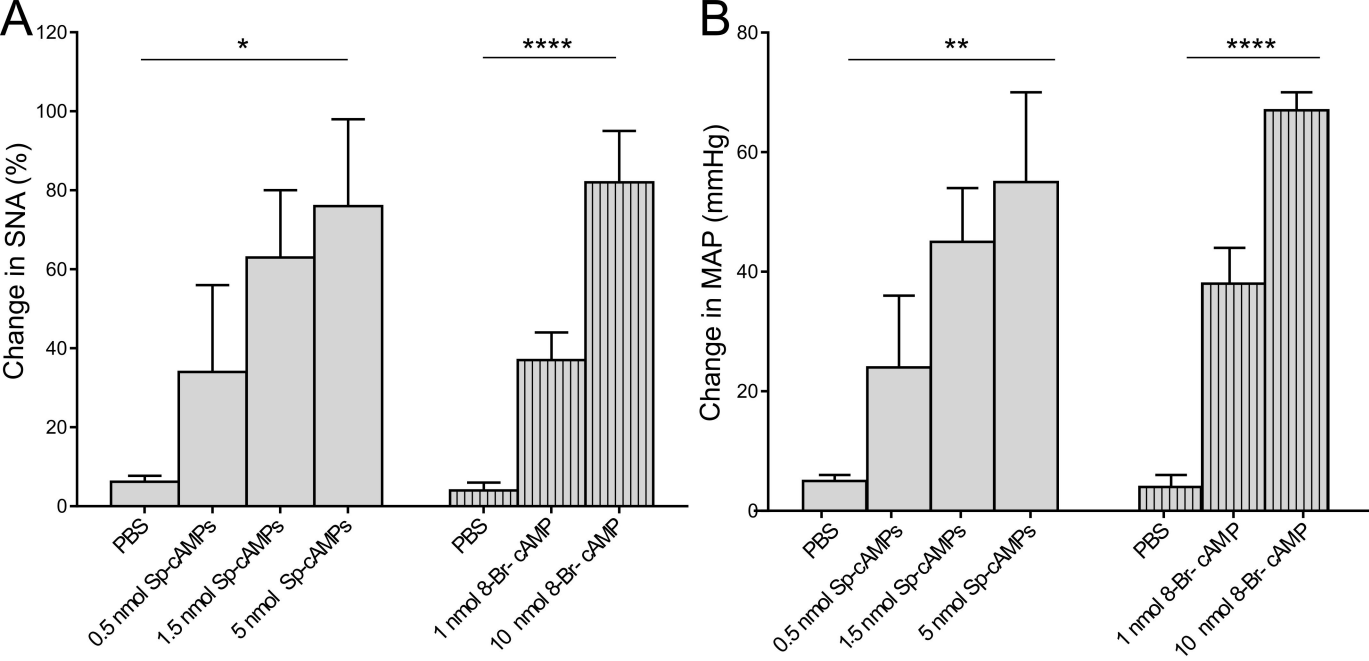 A
Change in SNA (%)
120
100
80
60
40
20
0
*
****
PBS
0.5 nmol Sp-cAMPs
1.5 nmol Sp-cAMPs
5 nmol Sp-cAMPs
PBS
1 nmol 8-Br- cAMP
10 nmol 8-Br- cAMP
B
Change in MAP (mmHg)
80
60
40
20
0
**
****
PBS
0.5 nmol Sp-cAMPs
1.5 nmol Sp-cAMPs
5 nmol Sp-cAMPs
PBS
1 nmol 8-Br- cAMP
10 nmol 8-Br- cAMP